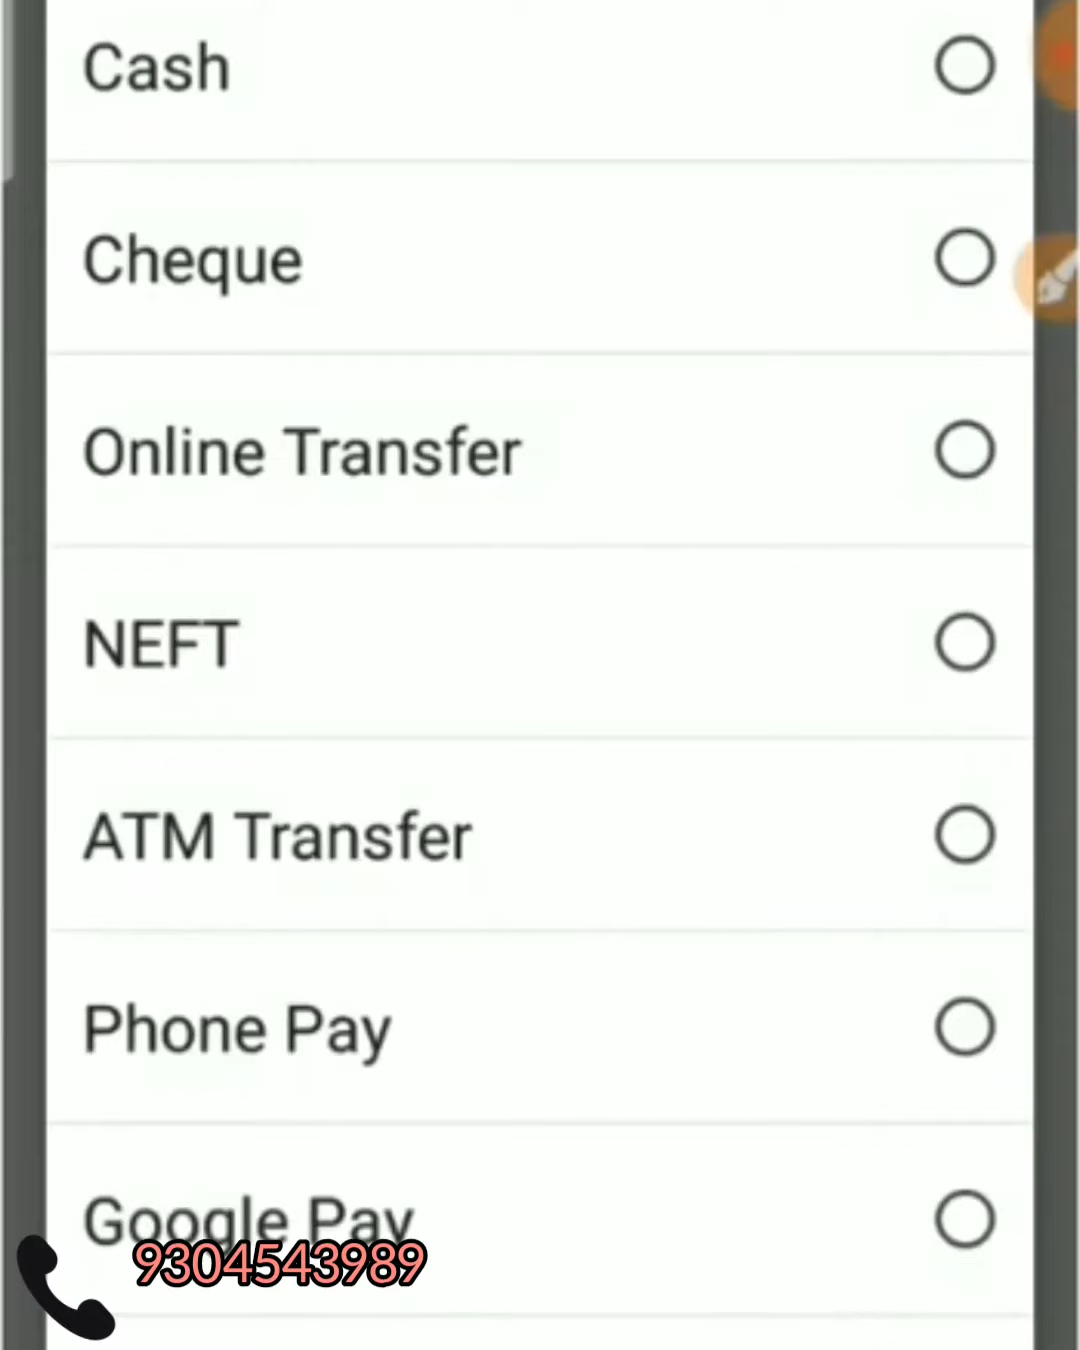 Cash
Cheque
Online Transfer
NEFT
ATM Transfer
Phone Pay
Google Pay
9304543989